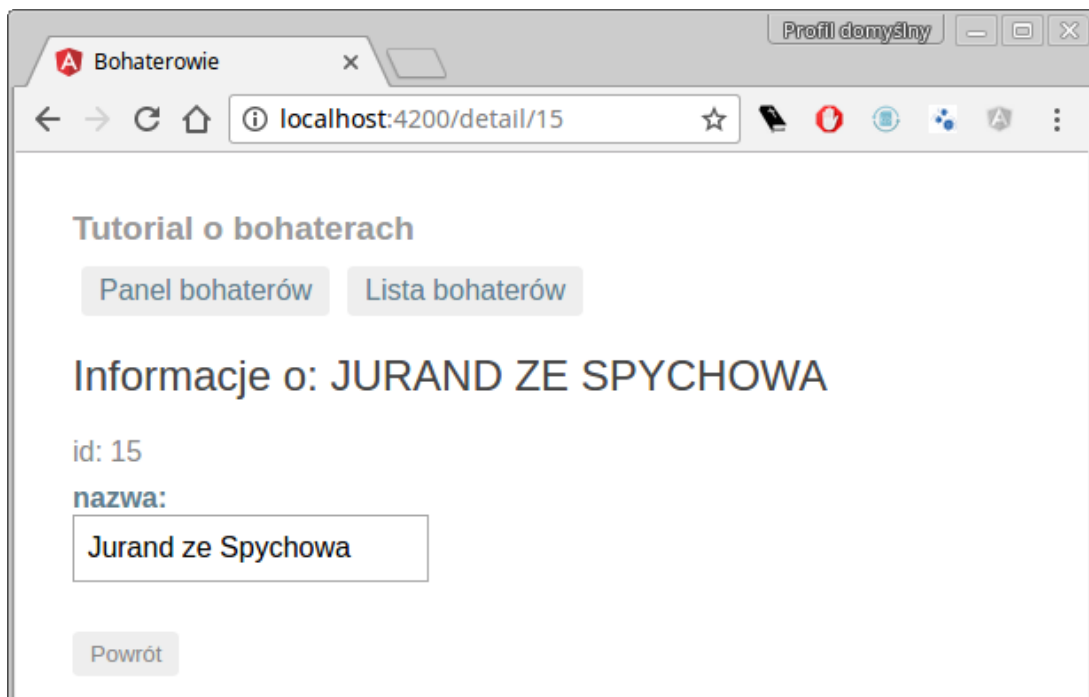 Profil domyślny
Bohaterowie
localhost:4200/detail/15
Tutorial o bohaterach
Panel bohaterów Lista bohaterów
Informacje o: JURAND ZE SPYCHOWA
id: 15
nazwa:
Jurand ze Spychowa
Powrót